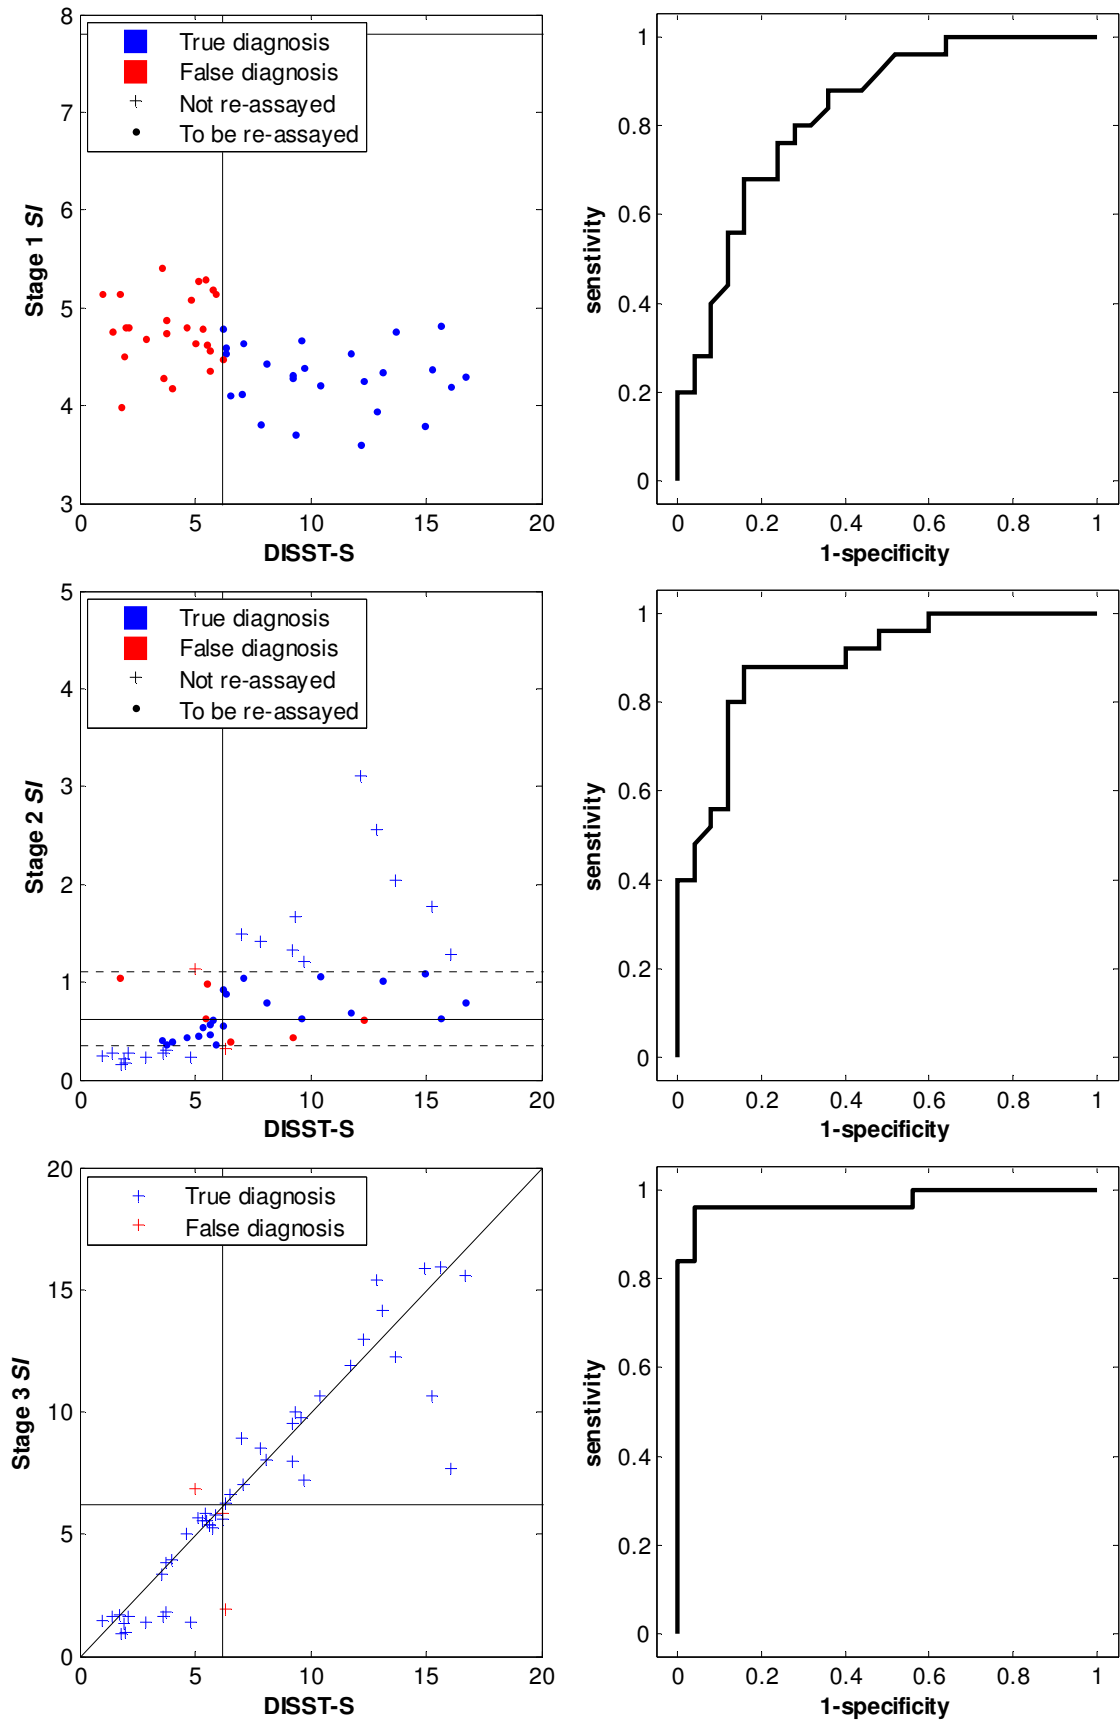 8
7
6
5
4
3
Stage 1 SI
True diagnosis
False diagnosis
Not re-assayed
To be re-assayed
0 5 10 15 20
DISST-S
1
0.8
0.6
0.4
0.2
0
senstivity
0 0.2 0.4 0.6 0.8 1
1-specificity
5
4
3
2
1
0
Stage 2 SI
True diagnosis
False diagnosis
Not re-assayed
To be re-assayed
0 5 10 15 20
DISST-S
1
0.8
0.6
0.4
0.2
0
senstivity
0 0.2 0.4 0.6 0.8 1
1-specificity
20
15
10
5
0
Stage 3 SI
True diagnosis
False diagnosis
0 5 10 15 20
DISST-S
1
0.8
0.6
0.4
0.2
0
senstivity
0 0.2 0.4 0.6 0.8 1
1-specificity